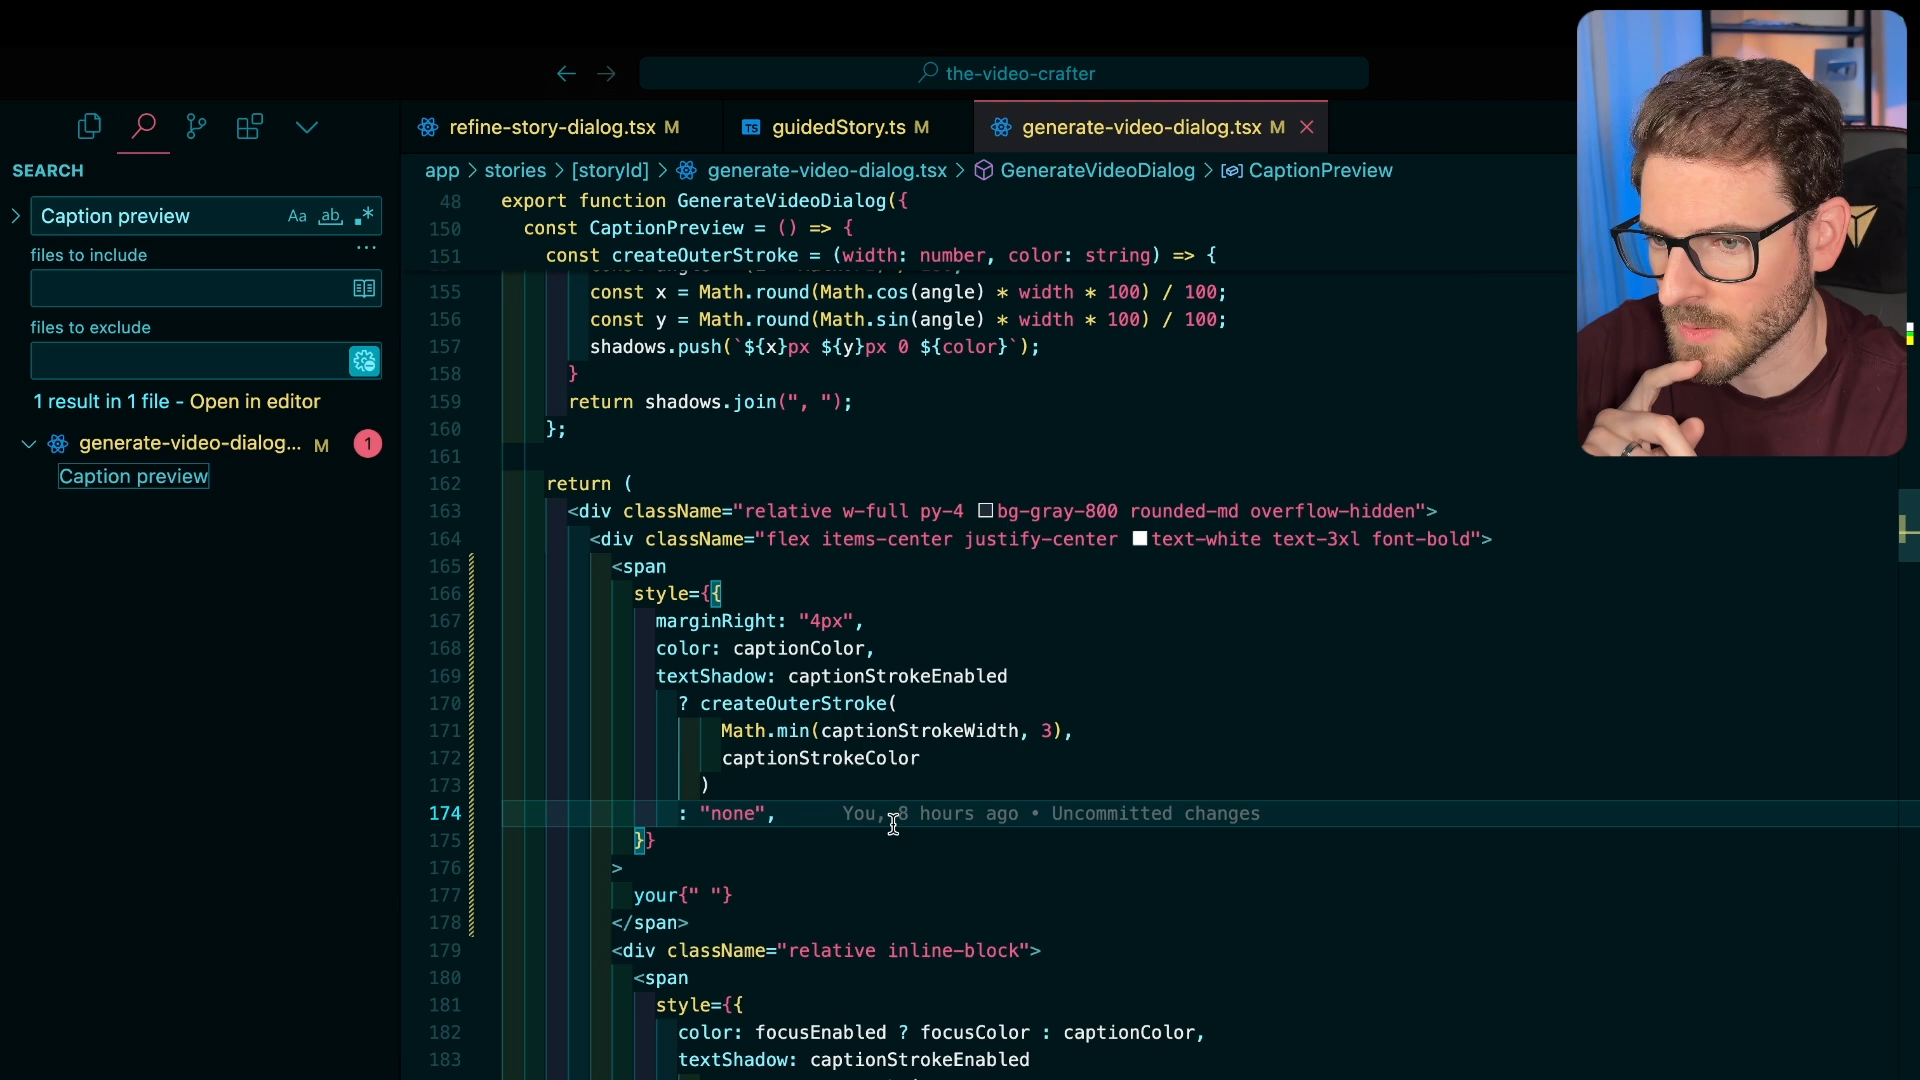 the-video-crafter
refine-story-dialog.tsx M
TS guidedStory.ts M
generate-video-dialog.tsx M
SEARCH
Caption preview Aa ab
files to include
files to exclude
1 result in 1 file - Open in editor
generate-video-dialog... M 1
Caption preview
app > stories > [storyId] > generate-video-dialog.tsx > GenerateVideoDialog > CaptionPreview
48 export function GenerateVideoDialog({
150 const CaptionPreview = () => {
151 const createOuterStroke = (width: number, color: string) => {
155 const x = Math.round(Math.cos(angle) * width * 100) / 100;
156 const y = Math.round(Math.sin(angle) * width * 100) / 100;
157 shadows.push(`${x}px ${y}px 0 ${color}`);
158 }
159 return shadows.join(", ");
160 };
161
162 return (
163 <div className="relative w-full py-4 bg-gray-800 rounded-md overflow-hidden">
164 <div className="flex items-center justify-center text-white text-3xl font-bold">
165 <span
166 style={{
167 marginRight: "4px",
168 color: captionColor,
169 textShadow: captionStrokeEnabled
170 ? createOuterStroke(
171 Math.min(captionStrokeWidth, 3),
172 captionStrokeColor
173 )
174 : "none", You, 8 hours ago • Uncommitted changes
175 }}
176 >
177 your{" "}
178 </span>
179 <div className="relative inline-block">
180 <span
181 style={{
182 color: focusEnabled ? focusColor : captionColor,
183 textShadow: captionStrokeEnabled